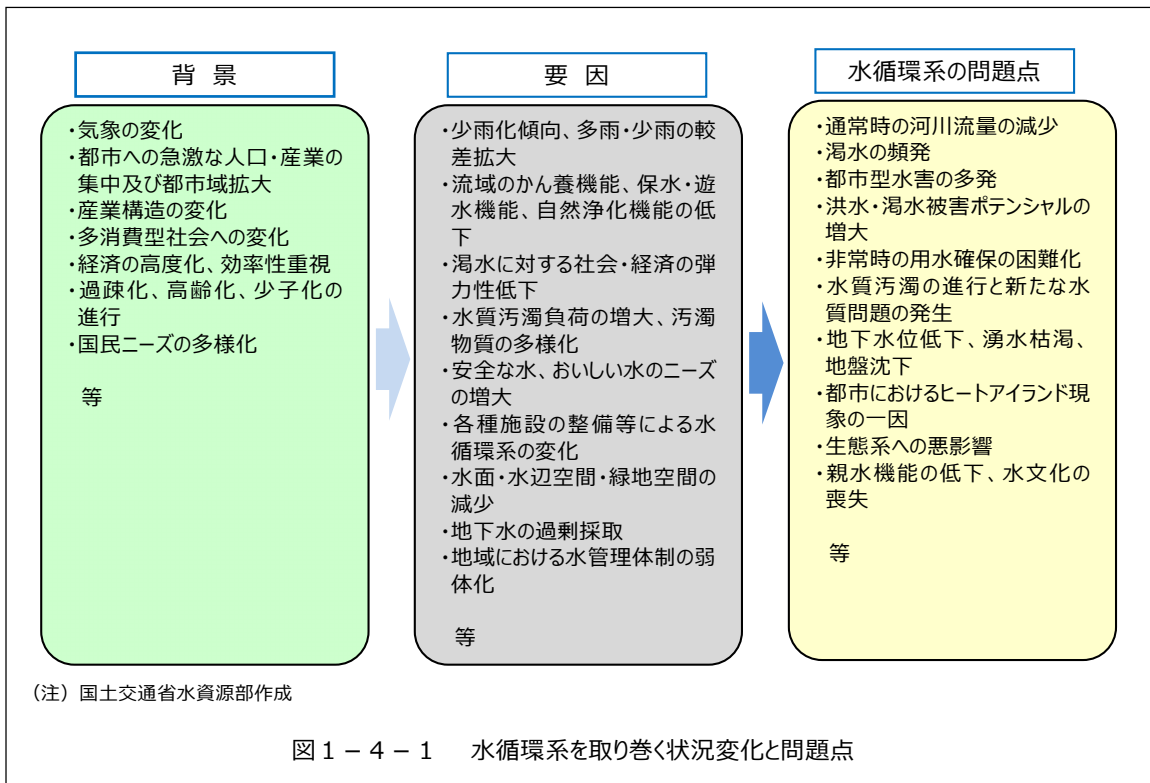 背 景
・気象の変化
・都市への急激な人口・産業の
集中及び都市域拡大
・産業構造の変化
・多消費型社会への変化
・経済の高度化、効率性重視
・過疎化、高齢化、少子化の
進行
・国民ニーズの多様化
等
要 因
・少雨化傾向、多雨・少雨の較
差拡大
・流域のかん養機能、保水・遊
水機能、自然浄化機能の低
下
・渇水に対する社会・経済の弾
力性低下
・水質汚濁負荷の増大、汚濁
物質の多様化
・安全な水、おいしい水のニーズ
の増大
・各種施設の整備等による水
循環系の変化
・水面・水辺空間・緑地空間の
減少
・地下水の過剰採取
・地域における水管理体制の弱
体化
等
水循環系の問題点
・通常時の河川流量の減少
・渇水の頻発
・都市型水害の多発
・洪水・渇水被害ポテンシャルの
増大
・非常時の用水確保の困難化
・水質汚濁の進行と新たな水
質問題の発生
・地下水位低下、湧水枯渇、
地盤沈下
・都市におけるヒートアイランド現
象の一因
・生態系への悪影響
・親水機能の低下、水文化の
喪失
等
（注）国土交通省水資源部作成
図１－４－１　水循環系を取り巻く状況変化と問題点